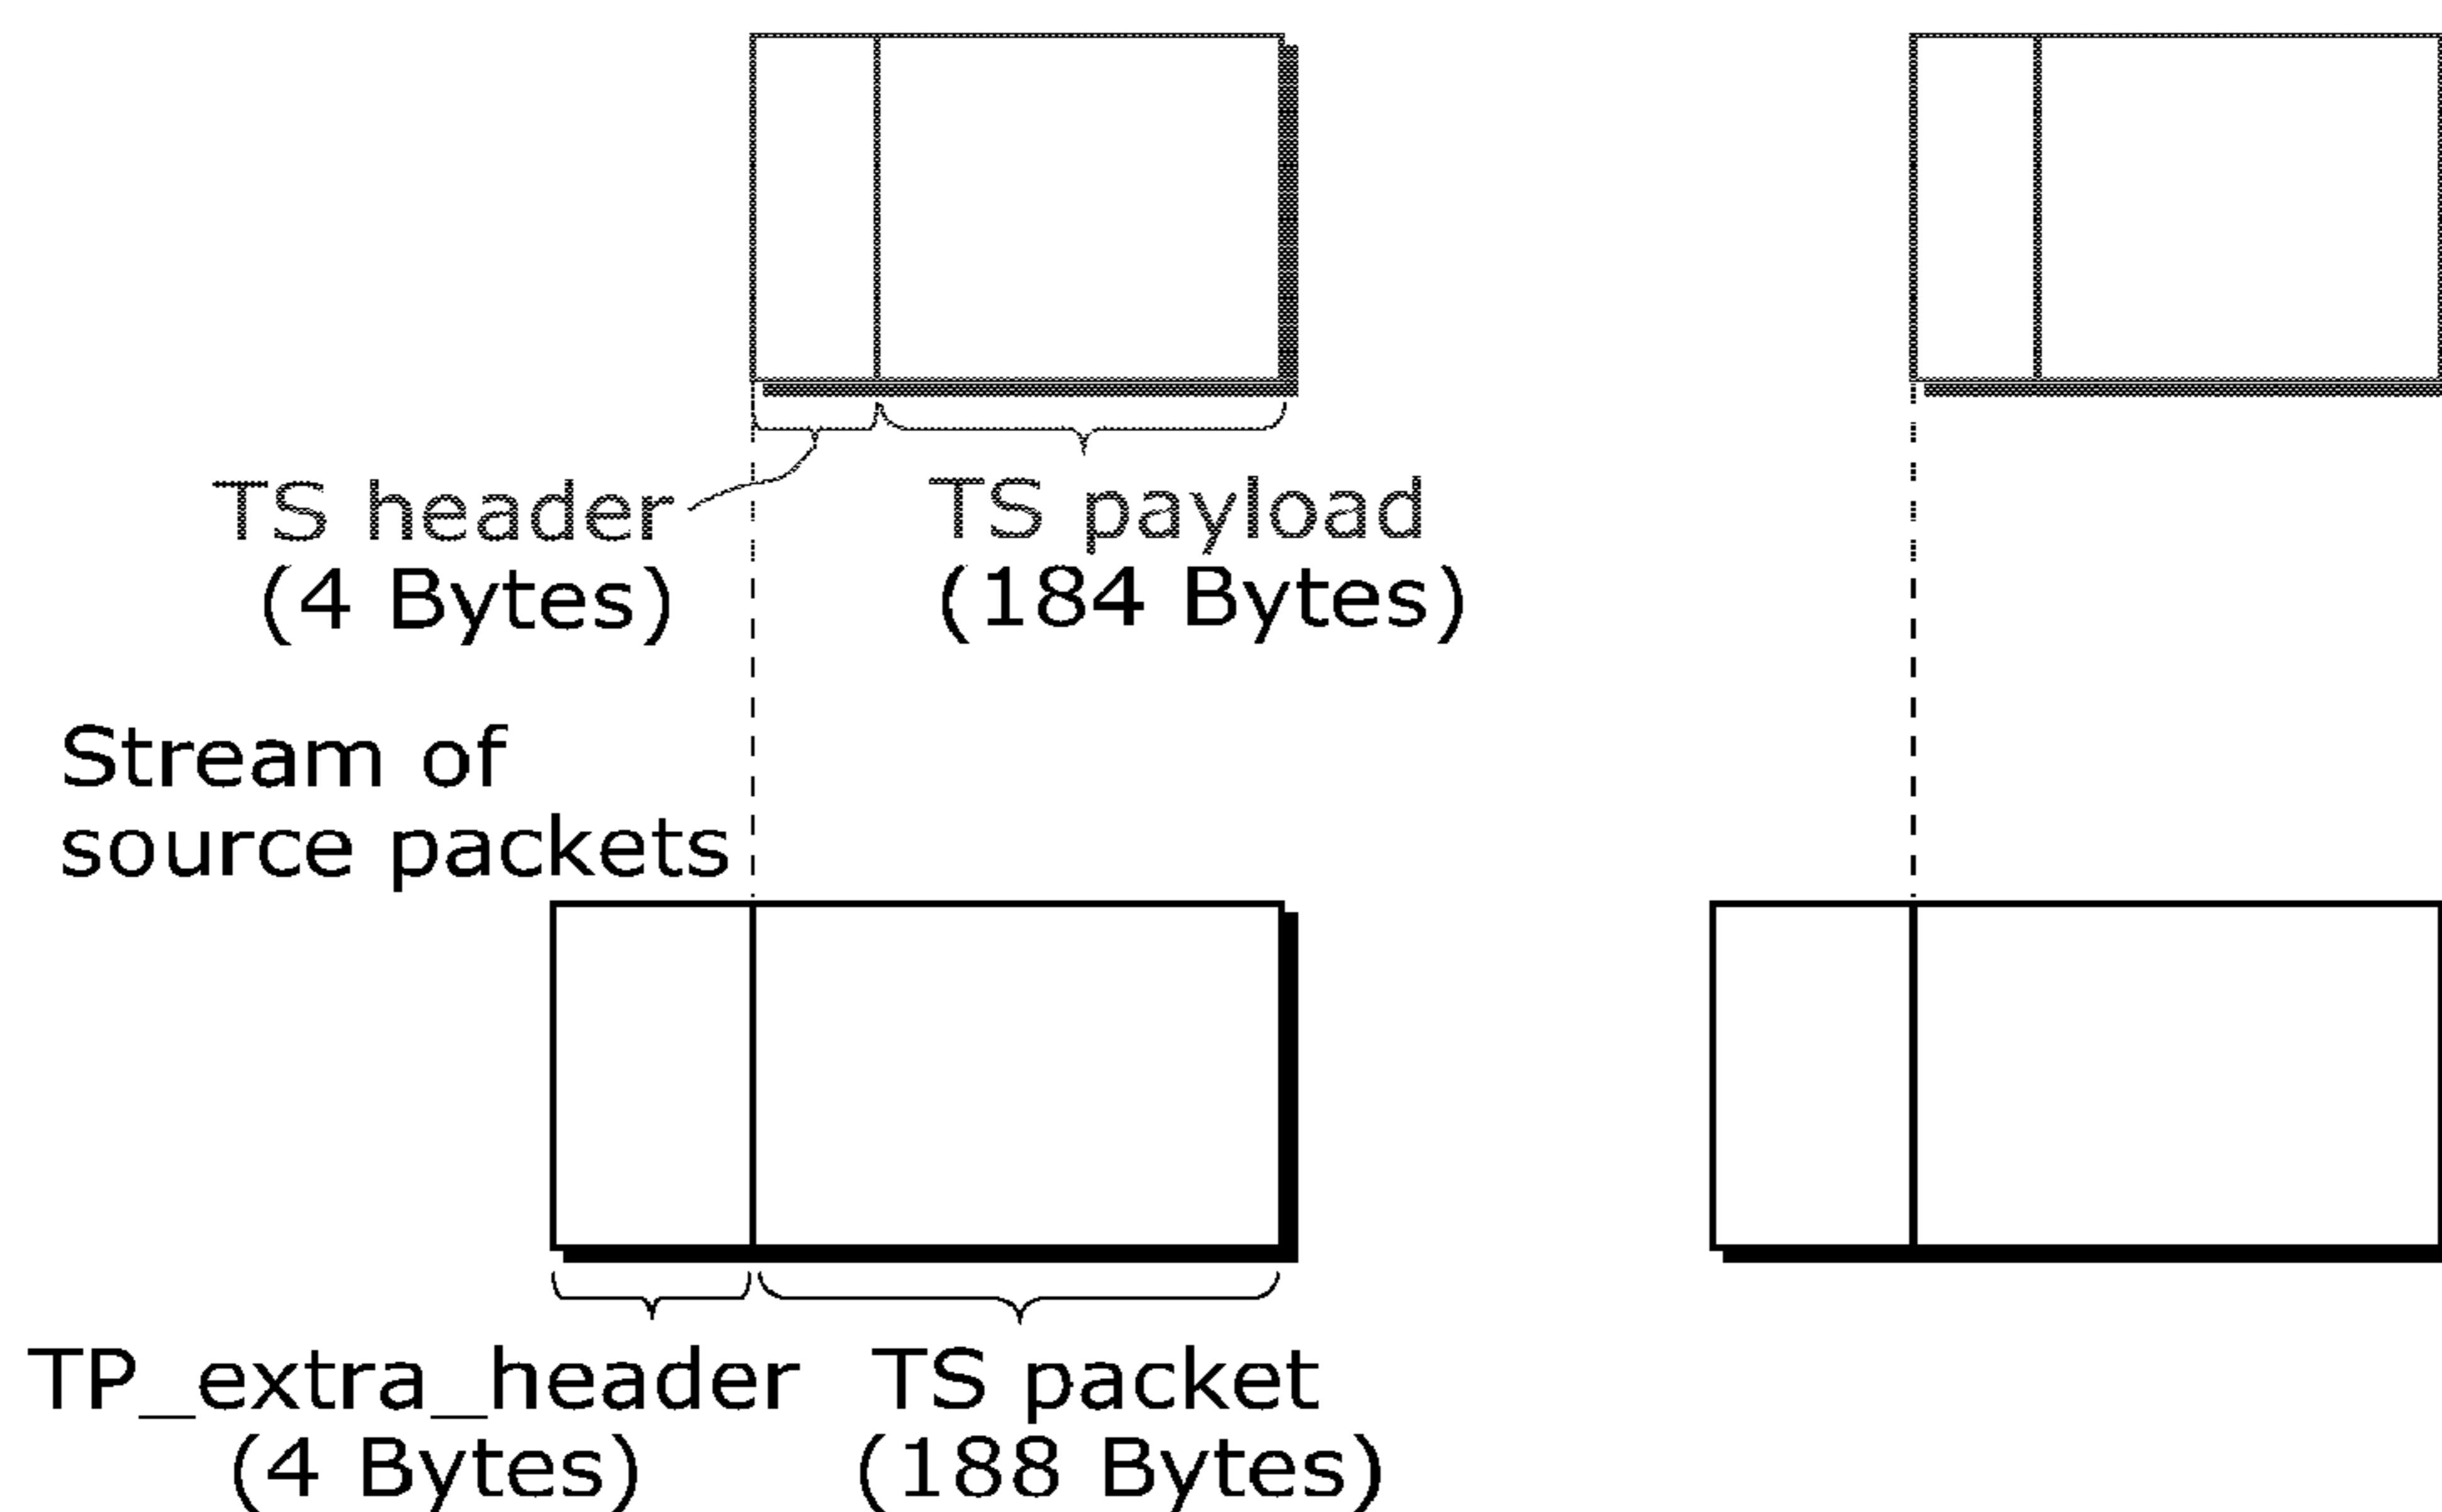 TS header
(4 Bytes)
TS payload
(184 Bytes)
Stream of
source packets
TP_extra_header
(4 Bytes)
TS packet
(188 Bytes)